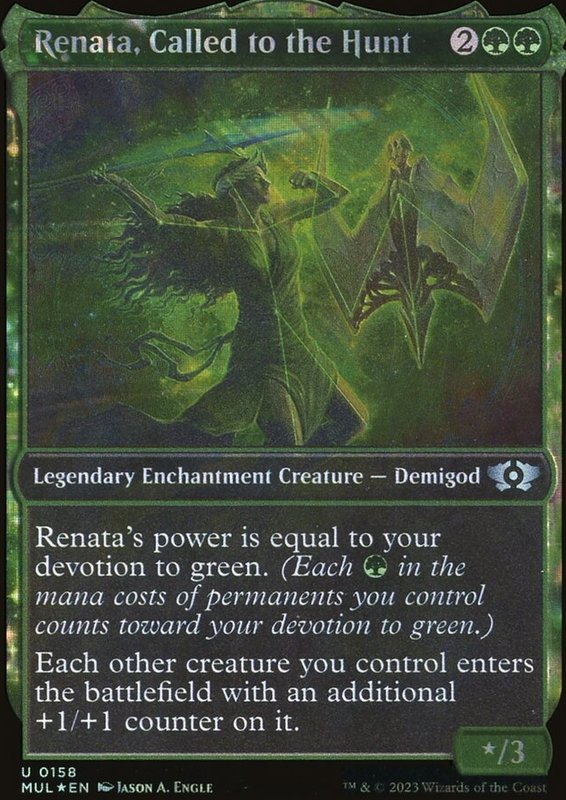 Renata, Called to the Hunt 2
Legendary Enchantment Creature — Demigod
Renata's power is equal to your
devotion to green. (Each in the
mana costs of permanents you control
counts toward your devotion to green.)
Each other creature you control enters
the battlefield with an additional
+1/+1 counter on it.
*/3
U 0158
MUL★EN Jason A. Engle
™ & © 2023 Wizards of the Coast